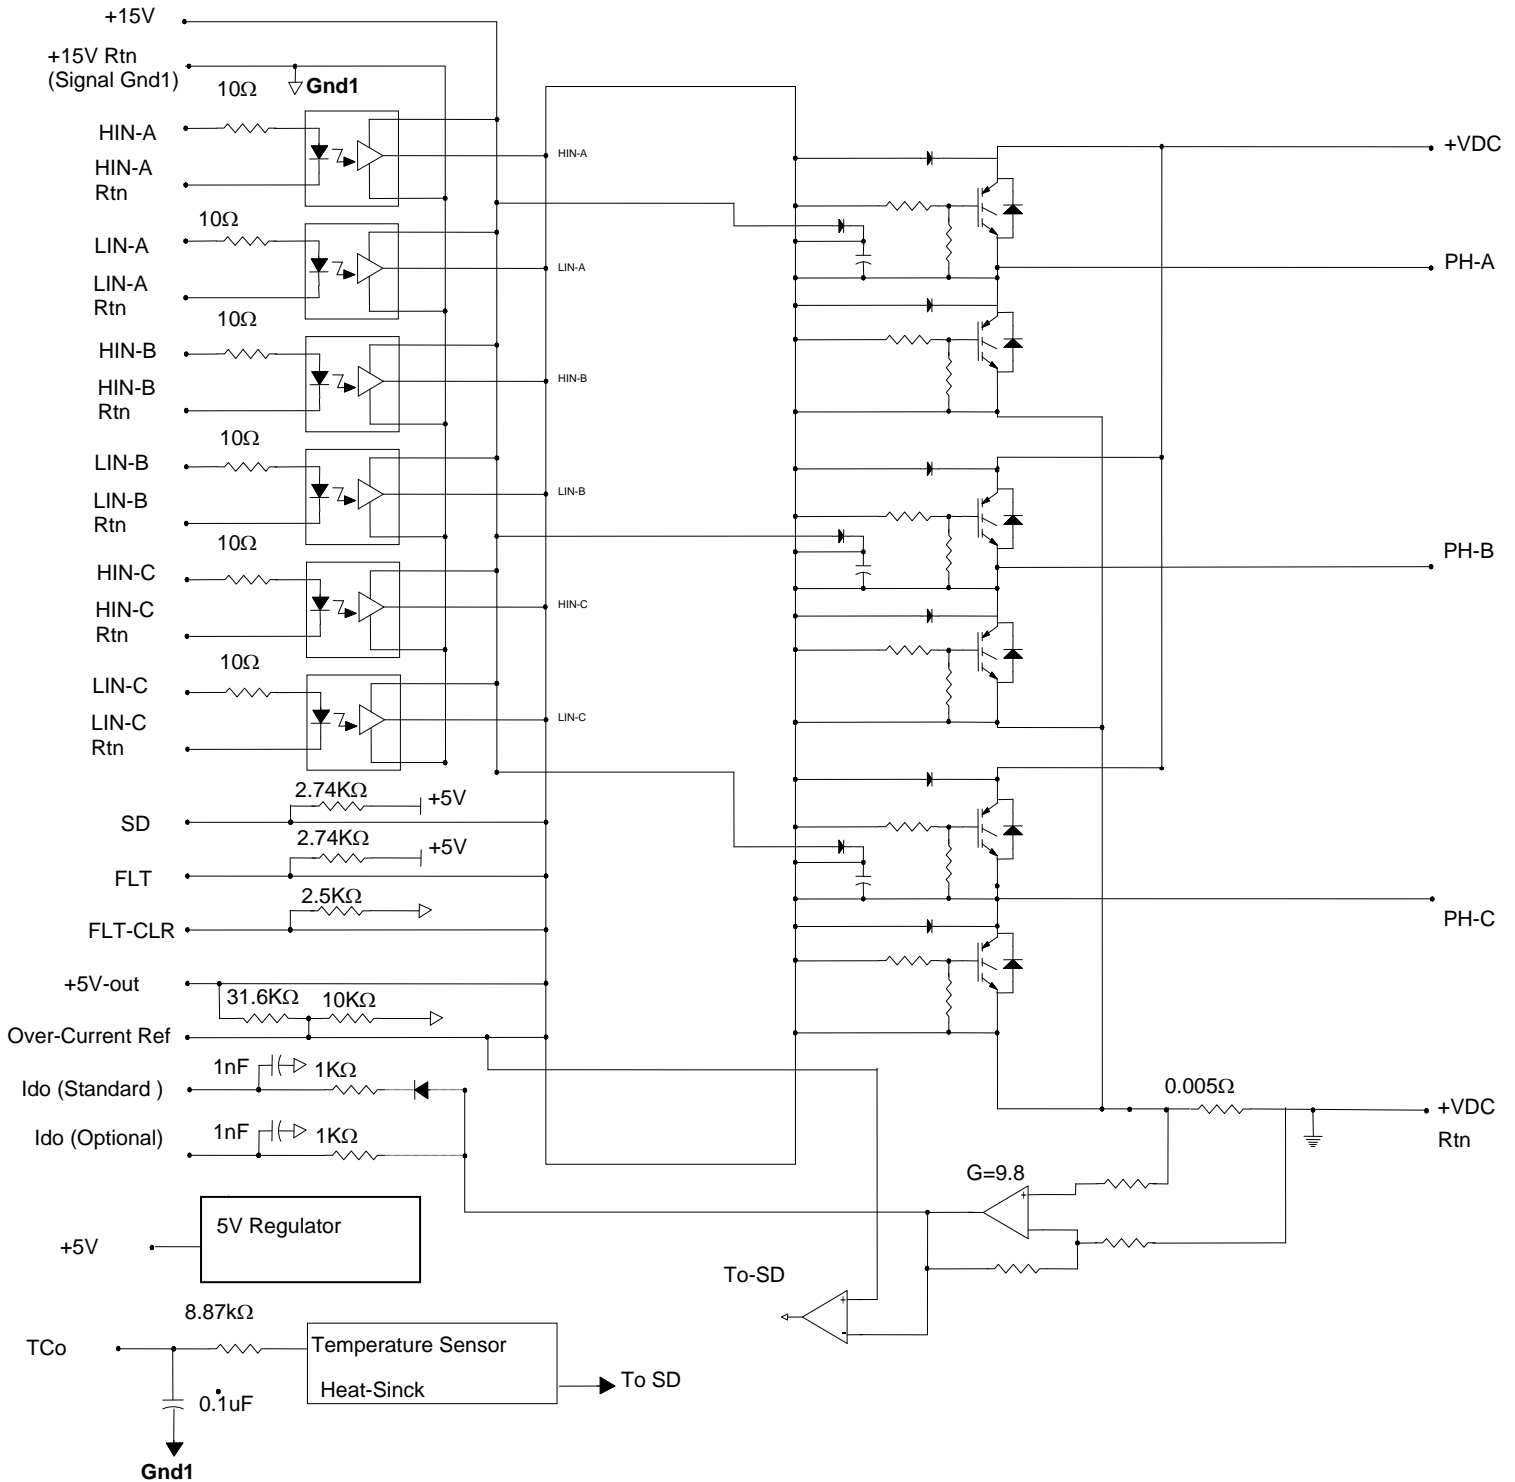 +15V
+15V Rtn
(Signal Gnd1)
Gnd1
10Ω
HIN-A
HIN-A
Rtn
HIN-A
10Ω
LIN-A
LIN-A
Rtn
LIN-A
10Ω
HIN-B
HIN-B
Rtn
HIN-B
10Ω
LIN-B
LIN-B
Rtn
LIN-B
10Ω
HIN-C
HIN-C
Rtn
HIN-C
10Ω
LIN-C
LIN-C
Rtn
LIN-C
+VDC
PH-A
PH-B
PH-C
2.74KΩ
+5V
SD
2.74KΩ
+5V
FLT
2.5KΩ
FLT-CLR
+5V-out
31.6KΩ
10KΩ
Over-Current Ref
1nF
1KΩ
Ido (Standard )
1nF
1KΩ
Ido (Optional)
0.005Ω
+VDC
Rtn
G=9.8
+
5V Regulator
+5V
To-SD
+
-
8.87kΩ
TCo
Temperature Sensor
Heat-Sinck
To SD
0.1uF
Gnd1